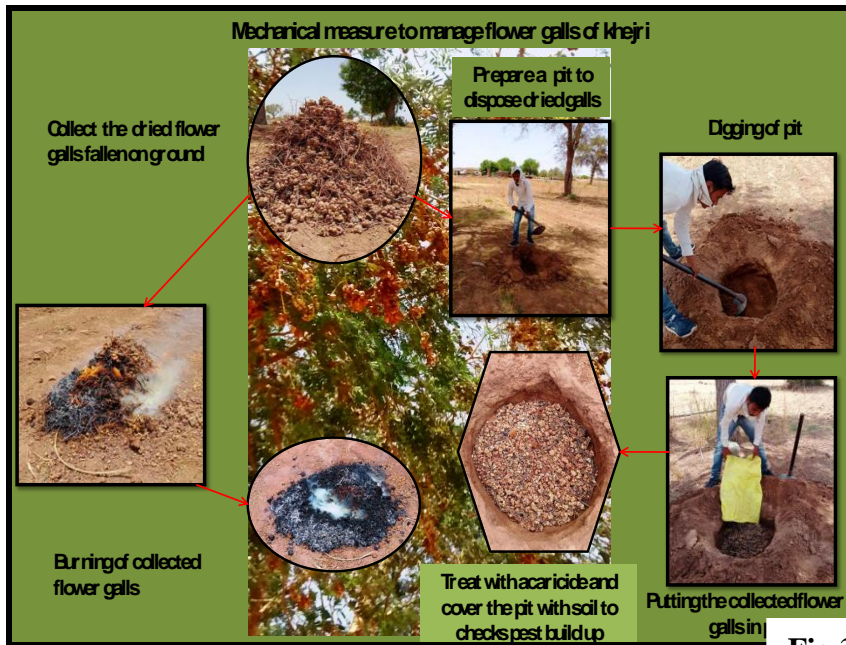 Mechanical measure to manage flower galls of khejri
Collect the dried flower
galls fallen on ground
Prepare a pit to
dispose dried galls
Digging of pit
Burning of collected
flower galls
Treat with acaricide and
cover the pit with soil to
checks pest build up
Putting the collected flower
galls in